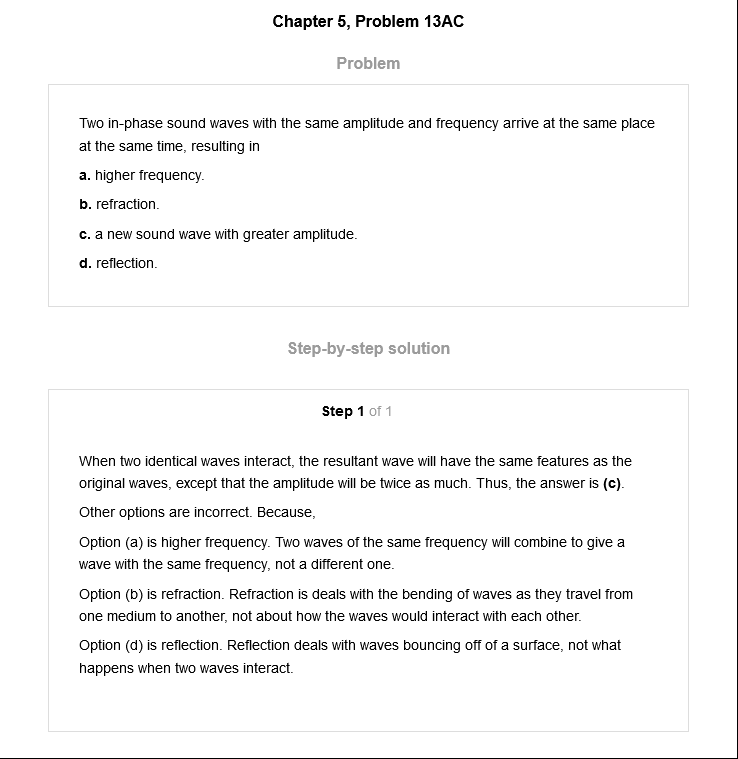 Chapter 5, Problem 13AC
Problem
Two in-phase sound waves with the same amplitude and frequency arrive at the same place
at the same time, resulting in
a. higher frequency.
b. refraction.
c. a new sound wave with greater amplitude.
d. reflection.
Step-by-step solution
Step 1 of 1
When two identical waves interact, the resultant wave will have the same features as the
original waves, except that the amplitude will be twice as much. Thus, the answer is (c).
Other options are incorrect. Because,
Option (a) is higher frequency. Two waves of the same frequency will combine to give a
wave with the same frequency, not a different one.
Option (b) is refraction. Refraction is deals with the bending of waves as they travel from
one medium to another, not about how the waves would interact with each other.
Option (d) is reflection. Reflection deals with waves bouncing off of a surface, not what
happens when two waves interact.